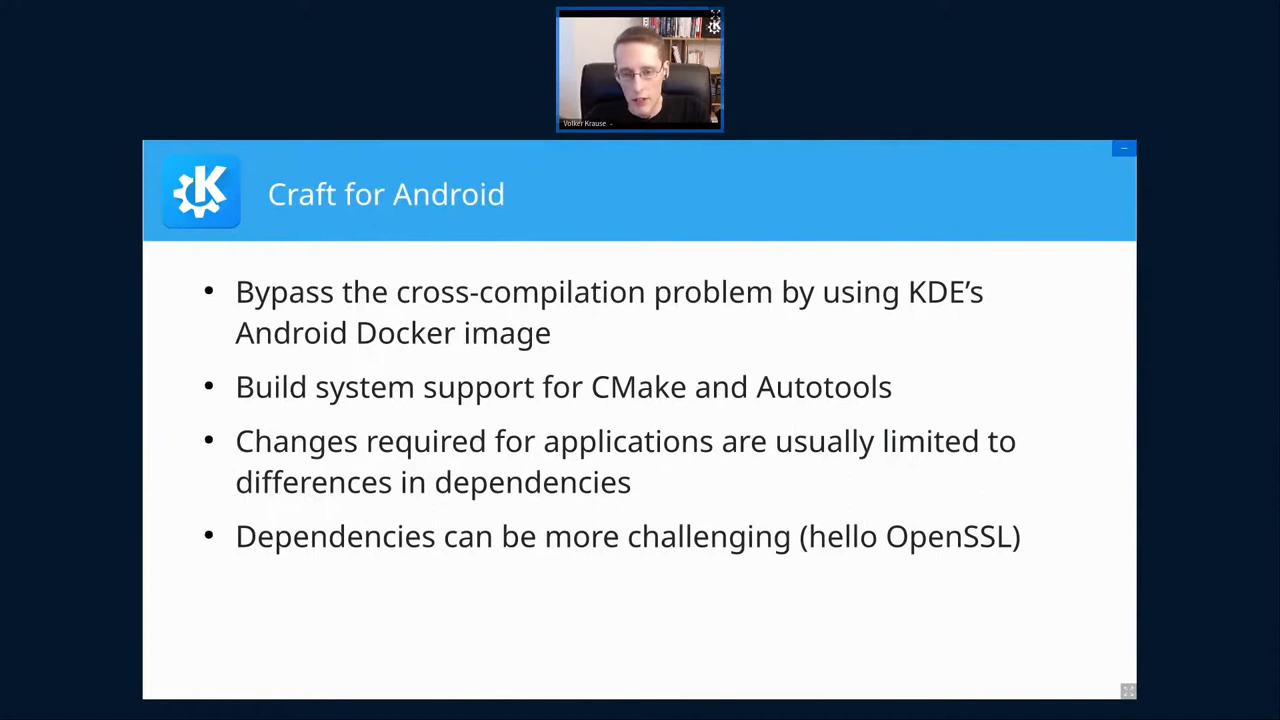 Volker Krause
Craft for Android
• Bypass the cross-compilation problem by using KDE’s
Android Docker image
• Build system support for CMake and Autotools
• Changes required for applications are usually limited to
differences in dependencies
• Dependencies can be more challenging (hello OpenSSL)